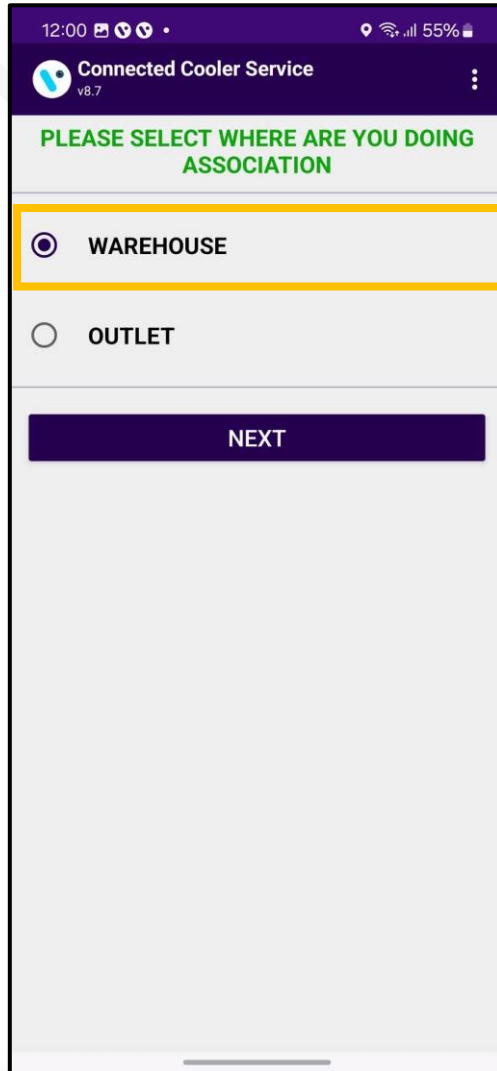 12:00
55%
Connected Cooler Service
v8.7
PLEASE SELECT WHERE ARE YOU DOING
ASSOCIATION
WAREHOUSE
OUTLET
NEXT